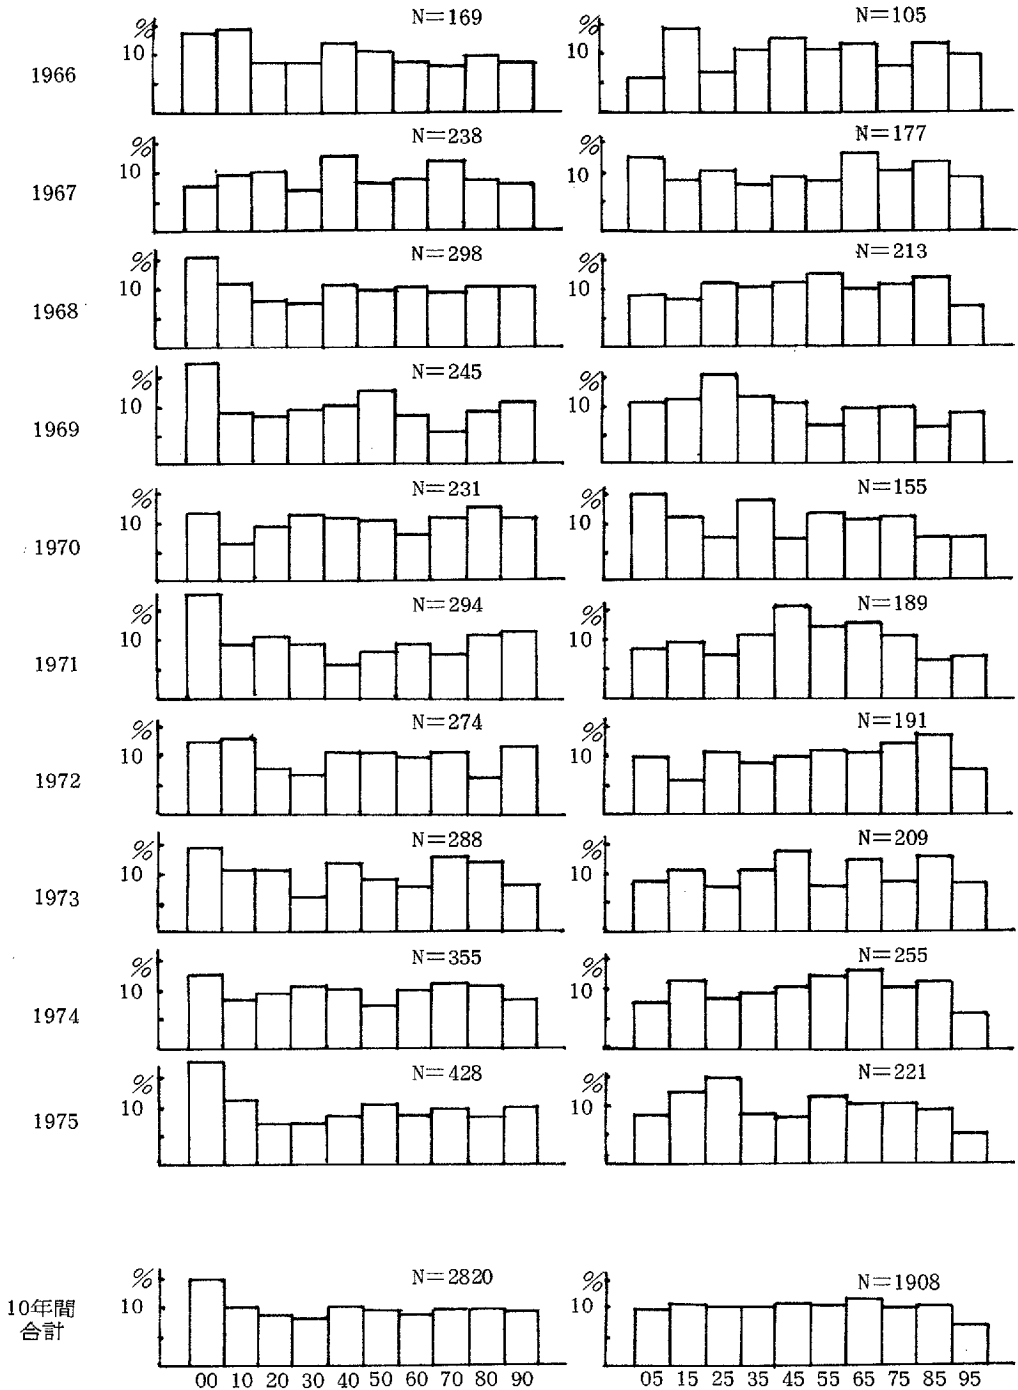 N=169 N=105
% %
10 10
1966
N=238 N=177
% %
10 10
1967
N=298 N=213
% %
10 10
1968
N=245 N=221
% %
10 10
1969
N=231 N=155
% %
10 10
1970
N=294 N=189
% %
10 10
1971
N=274 N=191
% %
10 10
1972
N=288 N=209
% %
10 10
1973
N=355 N=255
% %
10 10
1974
N=428 N=221
% %
10 10
1975
N=2820 N=1908
% %
10 10
10年間
合計
00 10 20 30 40 50 60 70 80 90 05 15 25 35 45 55 65 75 85 95